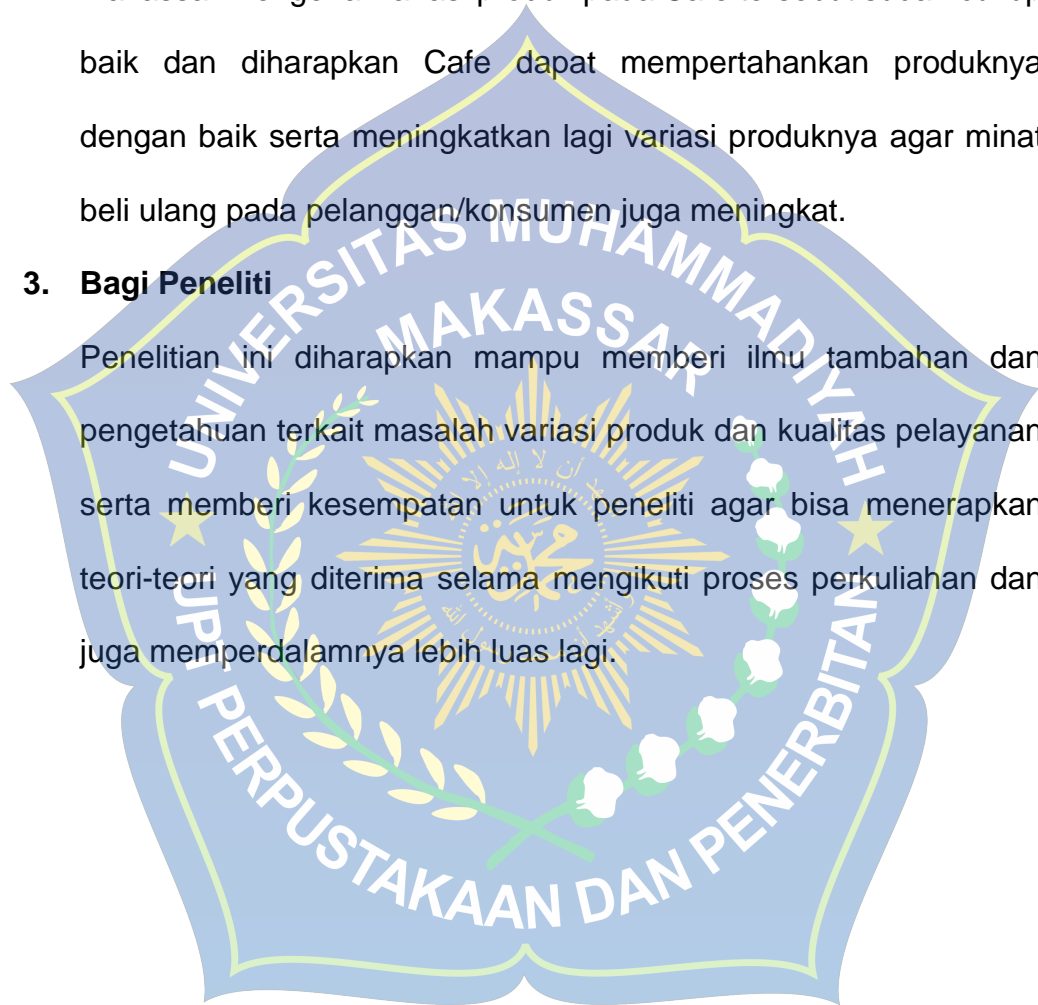 baik dan diharapkan Cafe dapat mempertahankan produknya
dengan baik serta meningkatkan lagi variasi produknya agar minat
beli ulang pada pelanggan/konsumen juga meningkat.
3. Bagi Peneliti
Penelitian ini diharapkan mampu memberi ilmu tambahan dan
pengetahuan terkait masalah variasi produk dan kualitas pelayanan
serta memberi kesempatan untuk peneliti agar bisa menerapkan
teori-teori yang diterima selama mengikuti proses perkuliahan dan
juga memperdalamnya lebih luas lagi.
UNIVERSITAS MUHAMMADIYAH
MAKASSAR
UPT PERPUSTAKAAN DAN PENERBITAN